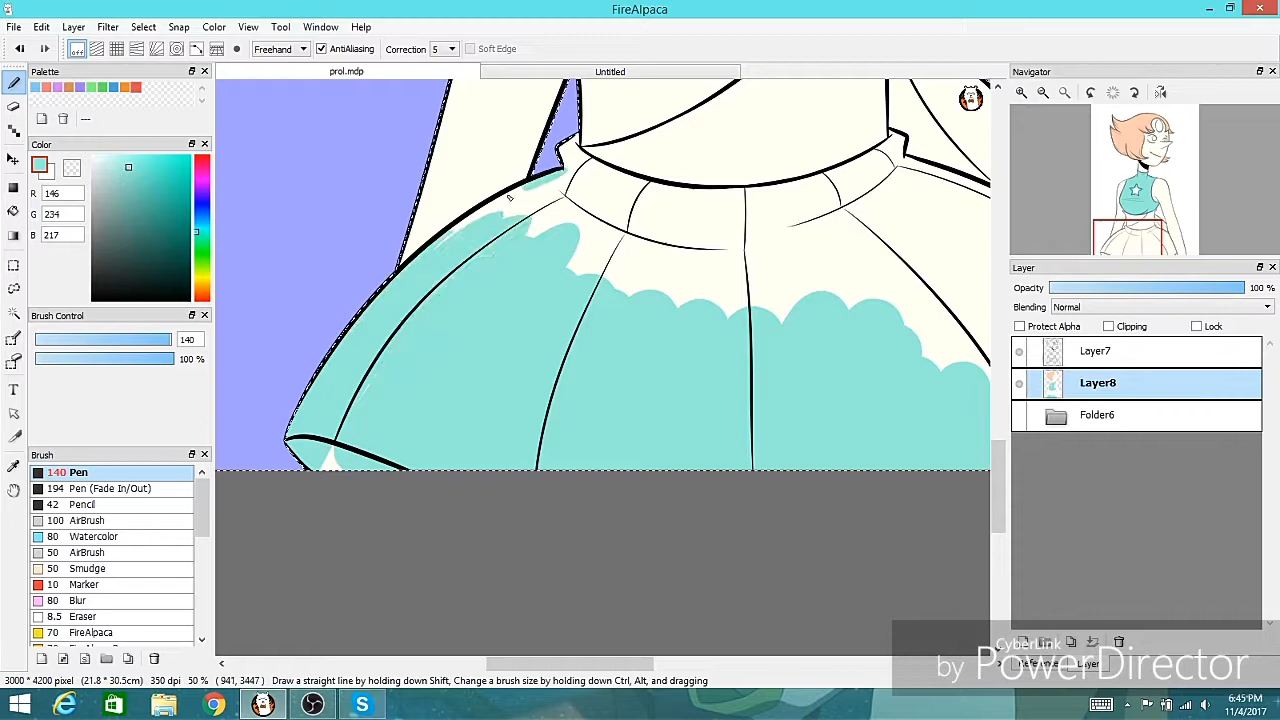 FireAlpaca
File Edit View Layer Filter Select Snap Color View Tool Window Help
off Freehand AntiAliasing Correction 5 Soft Edge
Palette
prol.mdp
Untitled
Navigator
---
Color
R 146
G 234
B 217
Layer
Opacity 100 %
Blending Normal
Brush Control
Protect Alpha Clipping Lock
140
100 %
Layer7
Layer8
Folder6
Brush
140 Pen
194 Pen (Fade In/Out)
42 Pencil
100 AirBrush
80 Watercolor
50 AirBrush
50 Smudge
10 Marker
80 Blur
8.5 Eraser
70 FireAlpaca
CyberLink
by PowerDirector
Reference Layer
3000 * 4200 pixel (21.8 * 30.5cm) 350 dpi 50 % ( 941, 3447) Draw a straight line by holding down Shift, Change a brush size by holding down Ctrl, Alt, and dragging
6:45 PM
11/4/2017